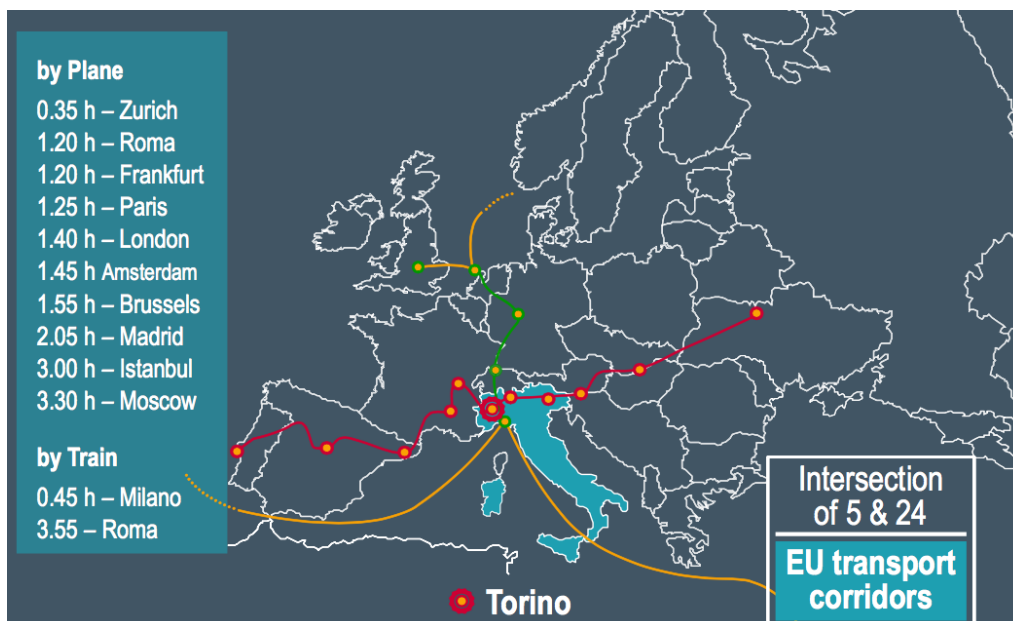 by Plane
0.35 h – Zurich
1.20 h – Roma
1.20 h – Frankfurt
1.25 h – Paris
1.40 h – London
1.45 h Amsterdam
1.55 h – Brussels
2.05 h – Madrid
3.00 h – Istanbul
3.30 h – Moscow
by Train
0.45 h – Milano
3.55 – Roma
Torino
Intersection
of 5 & 24
EU transport
corridors